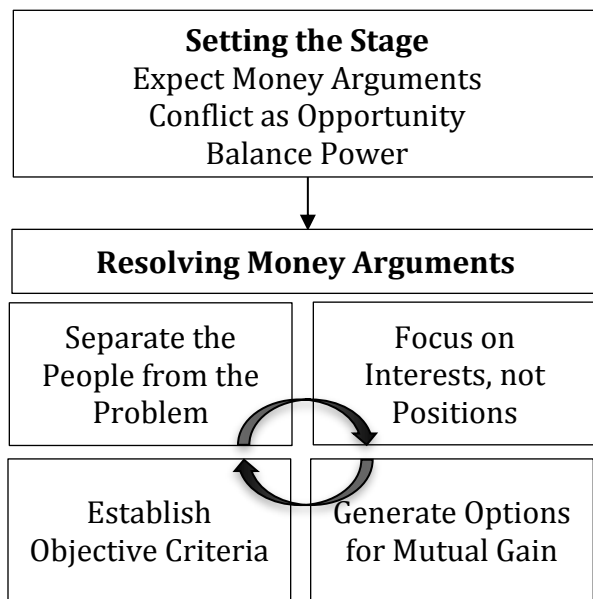 Setting the Stage
Expect Money Arguments
Conflict as Opportunity
Balance Power
Resolving Money Arguments
Separate the
People from the
Problem
Focus on
Interests, not
Positions
Establish
Objective Criteria
Generate Options
for Mutual Gain